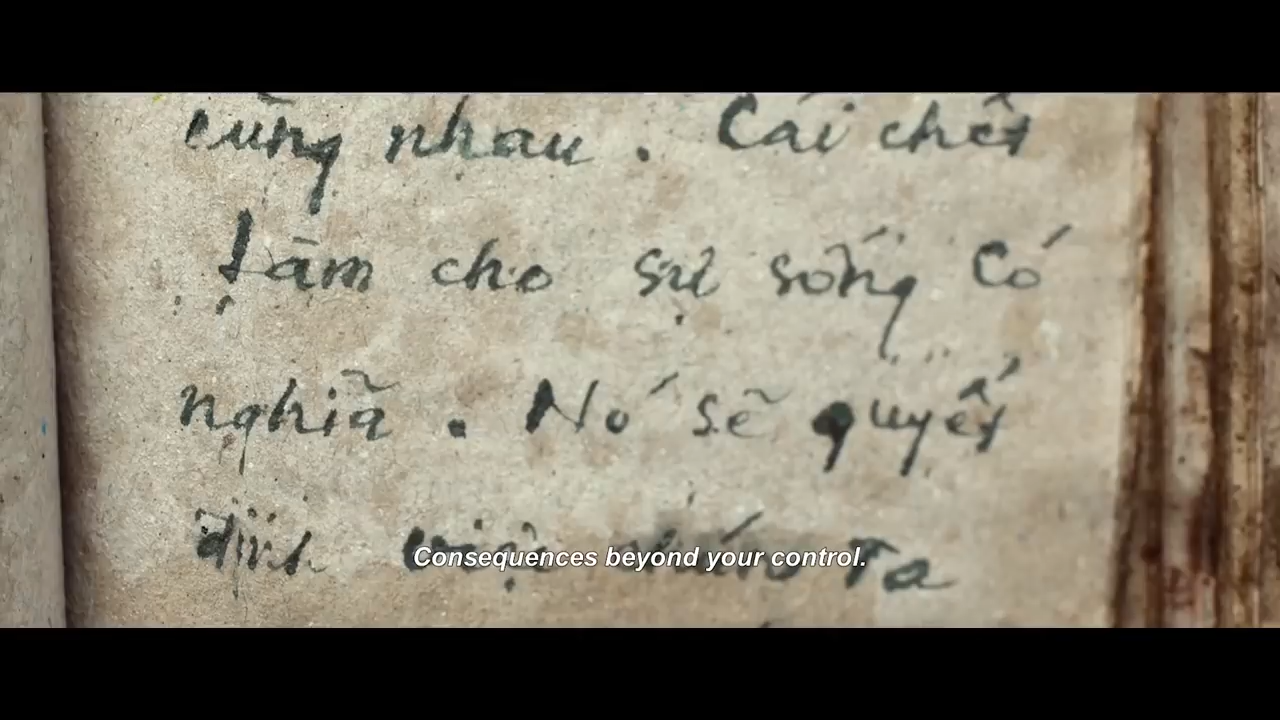 cùng nhau. Cái chết
Làm cho sự sống có
nghĩa. Nó sẽ quyết
định việc ta
Consequences beyond your control.